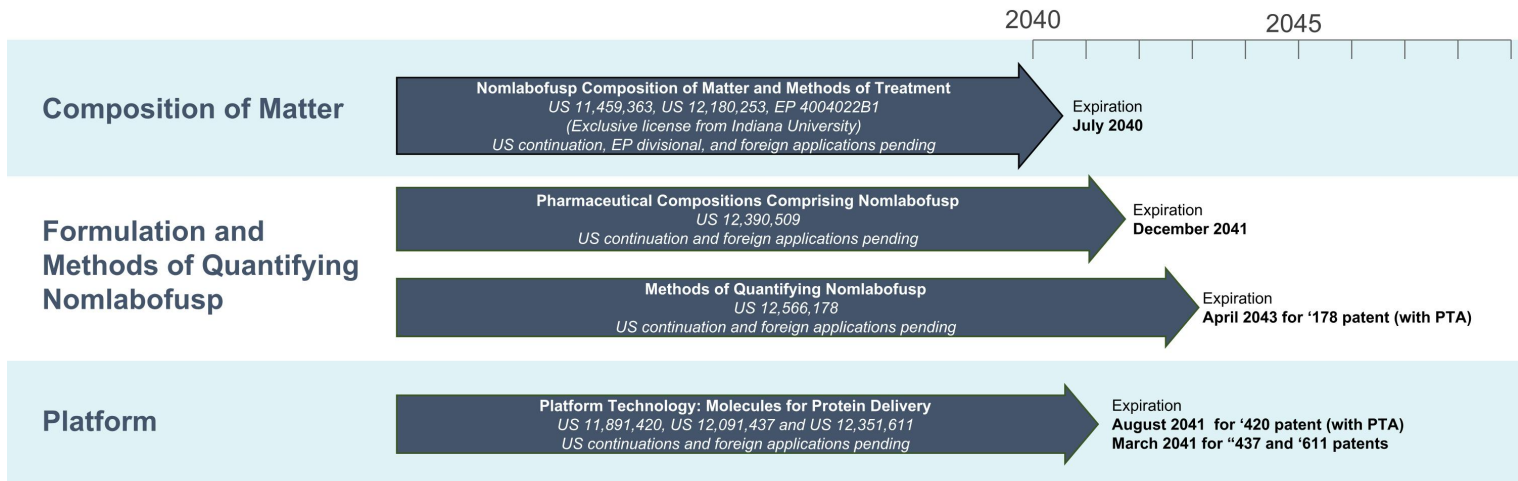 2040
2045
Composition of Matter
Nomlabofusp Composition of Matter and Methods of Treatment
US 11,459,363, US 12,180,253, EP 4004022B1
(Exclusive license from Indiana University)
US continuation, EP divisional, and foreign applications pending
Expiration
July 2040
Formulation and
Methods of Quantifying
Nomlabofusp
Pharmaceutical Compositions Comprising Nomlabofusp
US 12,390,509
US continuation and foreign applications pending
Expiration
December 2041
Methods of Quantifying Nomlabofusp
US 12,566,178
US continuation and foreign applications pending
Expiration
April 2043 for ‘178 patent (with PTA)
Platform
Platform Technology: Molecules for Protein Delivery
US 11,891,420, US 12,091,437 and US 12,351,611
US continuations and foreign applications pending
Expiration
August 2041  for ‘420 patent (with PTA)
March 2041 for “437 and ‘611 patents